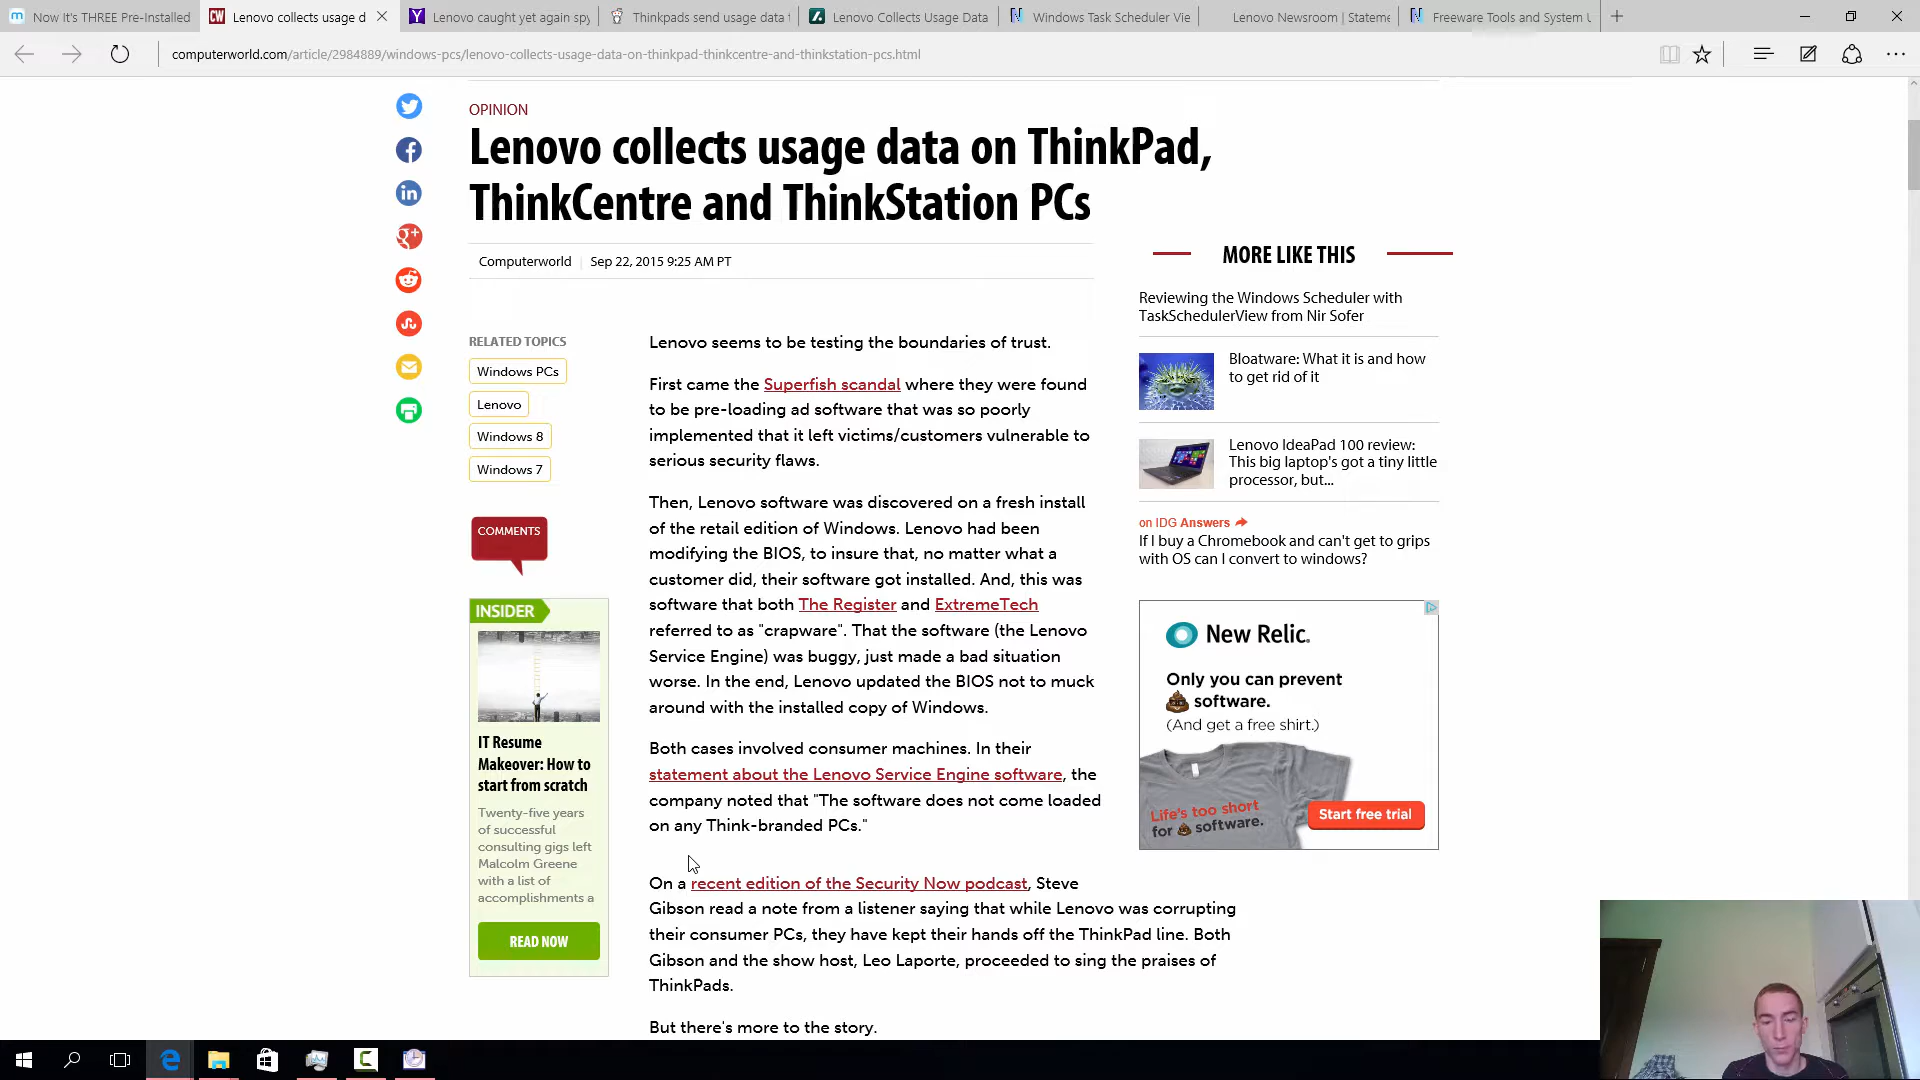 Now It's THREE Pre-Installed
Lenovo collects usage d
Lenovo caught yet again spy
Thinkpads send usage data t
Lenovo Collects Usage Data
Windows Task Scheduler Vie
Lenovo Newsroom | Stateme
Freeware Tools and System U
computerworld.com/article/2984889/windows-pcs/lenovo-collects-usage-data-on-thinkpad-thinkcentre-and-thinkstation-pcs.html
OPINION
Lenovo collects usage data on ThinkPad,
ThinkCentre and ThinkStation PCs
Computerworld | Sep 22, 2015 9:25 AM PT
RELATED TOPICS
Windows PCs
Lenovo
Windows 8
Windows 7
COMMENTS
INSIDER
IT Resume
Makeover: How to
start from scratch
Twenty-five years
of successful
consulting gigs left
Malcolm Greene
with a list of
accomplishments a
READ NOW
Lenovo seems to be testing the boundaries of trust.
First came the Superfish scandal where they were found
to be pre-loading ad software that was so poorly
implemented that it left victims/customers vulnerable to
serious security flaws.
Then, Lenovo software was discovered on a fresh install
of the retail edition of Windows. Lenovo had been
modifying the BIOS, to insure that, no matter what a
customer did, their software got installed. And, this was
software that both The Register and ExtremeTech
referred to as "crapware". That the software (the Lenovo
Service Engine) was buggy, just made a bad situation
worse. In the end, Lenovo updated the BIOS not to muck
around with the installed copy of Windows.
Both cases involved consumer machines. In their
statement about the Lenovo Service Engine software, the
company noted that "The software does not come loaded
on any Think-branded PCs."
On a recent edition of the Security Now podcast, Steve
Gibson read a note from a listener saying that while Lenovo was corrupting
their consumer PCs, they have kept their hands off the ThinkPad line. Both
Gibson and the show host, Leo Laporte, proceeded to sing the praises of
ThinkPads.
But there's more to the story.
MORE LIKE THIS
Reviewing the Windows Scheduler with
TaskSchedulerView from Nir Sofer
Bloatware: What it is and how
to get rid of it
Lenovo IdeaPad 100 review:
This big laptop's got a tiny little
processor, but...
on IDG Answers
If I buy a Chromebook and can't get to grips
with OS can I convert to windows?
New Relic.
Only you can prevent
💩 software.
(And get a free shirt.)
Life's too short
for 💩 software.
Start free trial